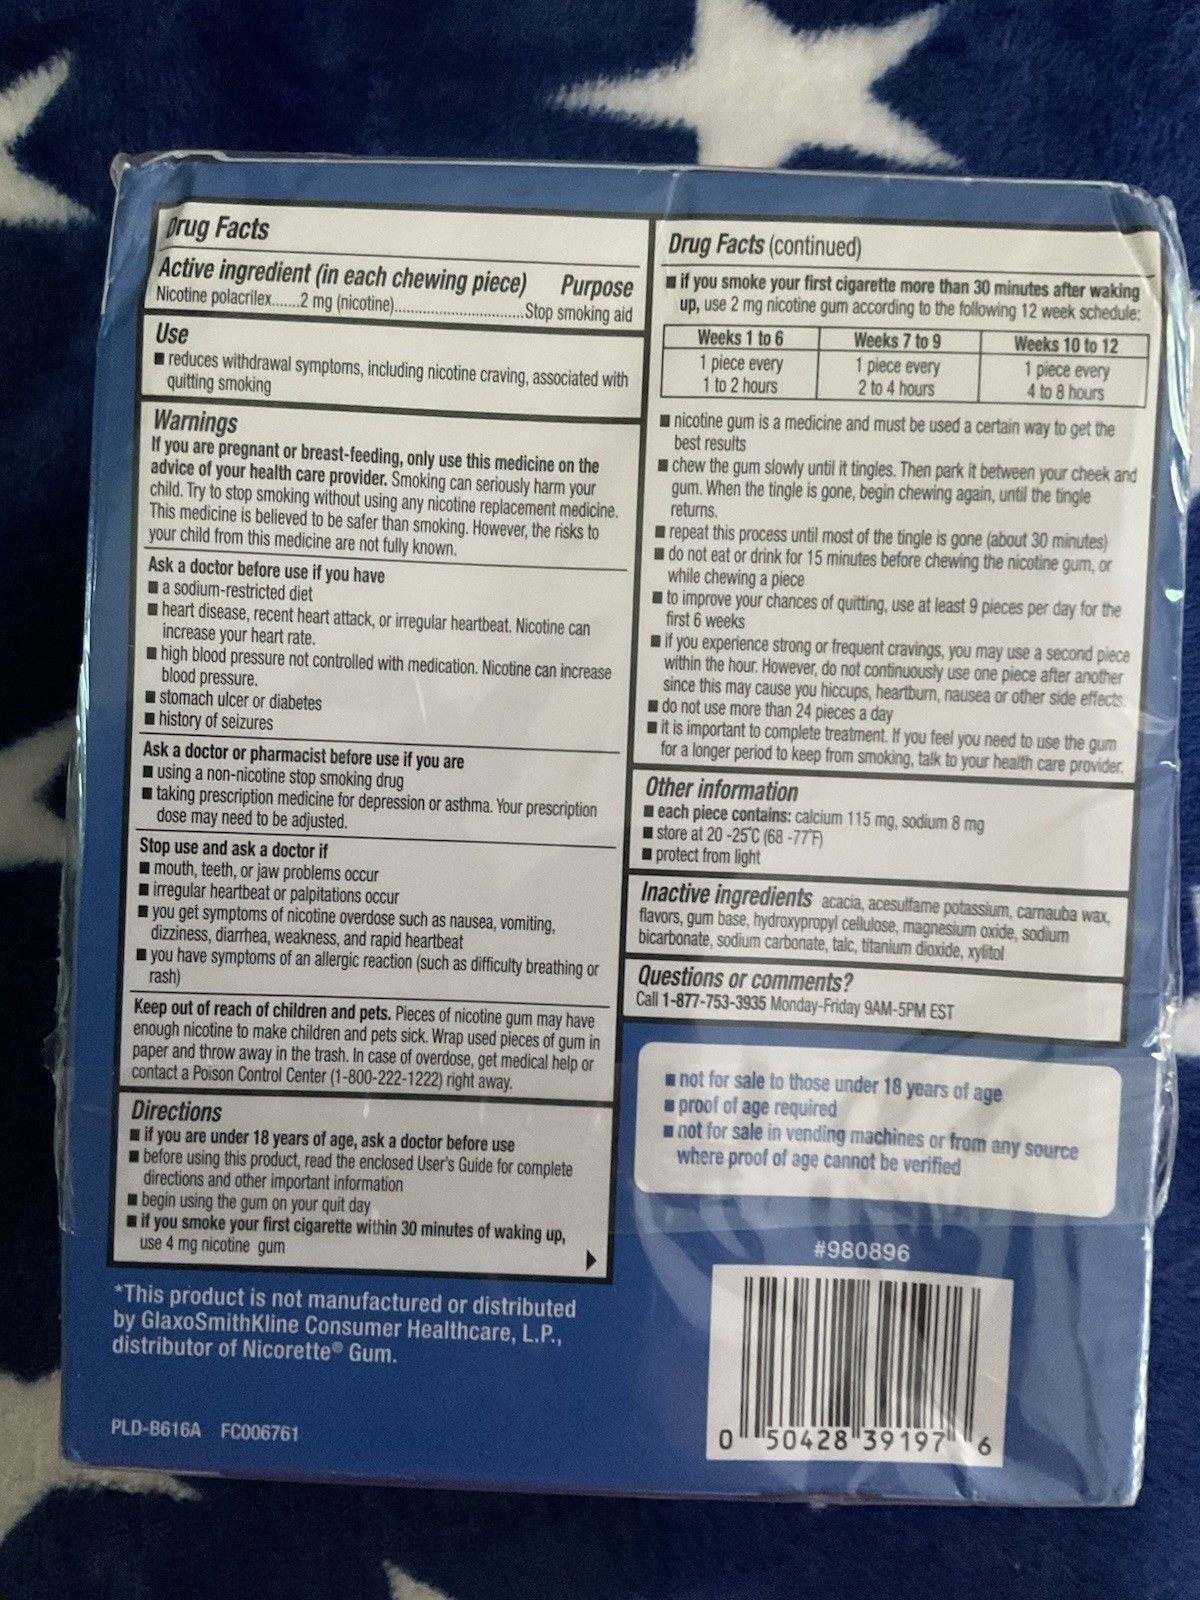 Drug Facts
Active ingredient (in each chewing piece) Purpose
Nicotine polacrilex.......2 mg (nicotine)..............................Stop smoking aid
Use
■ reduces withdrawal symptoms, including nicotine craving, associated with
quitting smoking
Warnings
If you are pregnant or breast-feeding, only use this medicine on the
advice of your health care provider. Smoking can seriously harm your
child. Try to stop smoking without using any nicotine replacement medicine.
This medicine is believed to be safer than smoking. However, the risks to
your child from this medicine are not fully known.
Ask a doctor before use if you have
■ a sodium-restricted diet
■ heart disease, recent heart attack, or irregular heartbeat. Nicotine can
increase your heart rate.
■ high blood pressure not controlled with medication. Nicotine can increase
blood pressure.
■ stomach ulcer or diabetes
■ history of seizures
Ask a doctor or pharmacist before use if you are
■ using a non-nicotine stop smoking drug
■ taking prescription medicine for depression or asthma. Your prescription
dose may need to be adjusted.
Stop use and ask a doctor if
■ mouth, teeth, or jaw problems occur
■ irregular heartbeat or palpitations occur
■ you get symptoms of nicotine overdose such as nausea, vomiting,
dizziness, diarrhea, weakness, and rapid heartbeat
■ you have symptoms of an allergic reaction (such as difficulty breathing or
rash)
Keep out of reach of children and pets. Pieces of nicotine gum may have
enough nicotine to make children and pets sick. Wrap used pieces of gum in
paper and throw away in the trash. In case of overdose, get medical help or
contact a Poison Control Center (1-800-222-1222) right away.
Directions
■ if you are under 18 years of age, ask a doctor before use
■ before using this product, read the enclosed User's Guide for complete
directions and other important information
■ begin using the gum on your quit day
■ if you smoke your first cigarette within 30 minutes of waking up,
use 4 mg nicotine gum
*This product is not manufactured or distributed
by GlaxoSmithKline Consumer Healthcare, L.P.,
distributor of Nicorette® Gum.
PLD-B616A FC006761
Drug Facts (continued)
■ if you smoke your first cigarette more than 30 minutes after waking
up, use 2 mg nicotine gum according to the following 12 week schedule:
Weeks 1 to 6 Weeks 7 to 9 Weeks 10 to 12
1 piece every 1 piece every 1 piece every
1 to 2 hours 2 to 4 hours 4 to 8 hours
■ nicotine gum is a medicine and must be used a certain way to get the
best results
■ chew the gum slowly until it tingles. Then park it between your cheek and
gum. When the tingle is gone, begin chewing again, until the tingle
returns.
■ repeat this process until most of the tingle is gone (about 30 minutes)
■ do not eat or drink for 15 minutes before chewing the nicotine gum, or
while chewing a piece
■ to improve your chances of quitting, use at least 9 pieces per day for the
first 6 weeks
■ if you experience strong or frequent cravings, you may use a second piece
within the hour. However, do not continuously use one piece after another
since this may cause you hiccups, heartburn, nausea or other side effects.
■ do not use more than 24 pieces a day
■ it is important to complete treatment. If you feel you need to use the gum
for a longer period to keep from smoking, talk to your health care provider.
Other information
■ each piece contains: calcium 115 mg, sodium 8 mg
■ store at 20 -25°C (68 -77°F)
■ protect from light
Inactive ingredients acacia, acesulfame potassium, carnauba wax,
flavors, gum base, hydroxypropyl cellulose, magnesium oxide, sodium
bicarbonate, sodium carbonate, talc, titanium dioxide, xylitol
Questions or comments?
Call 1-877-753-3935 Monday-Friday 9AM-5PM EST
■ not for sale to those under 18 years of age
■ proof of age required
■ not for sale in vending machines or from any source
where proof of age cannot be verified
#980896
0 50428 39197 6